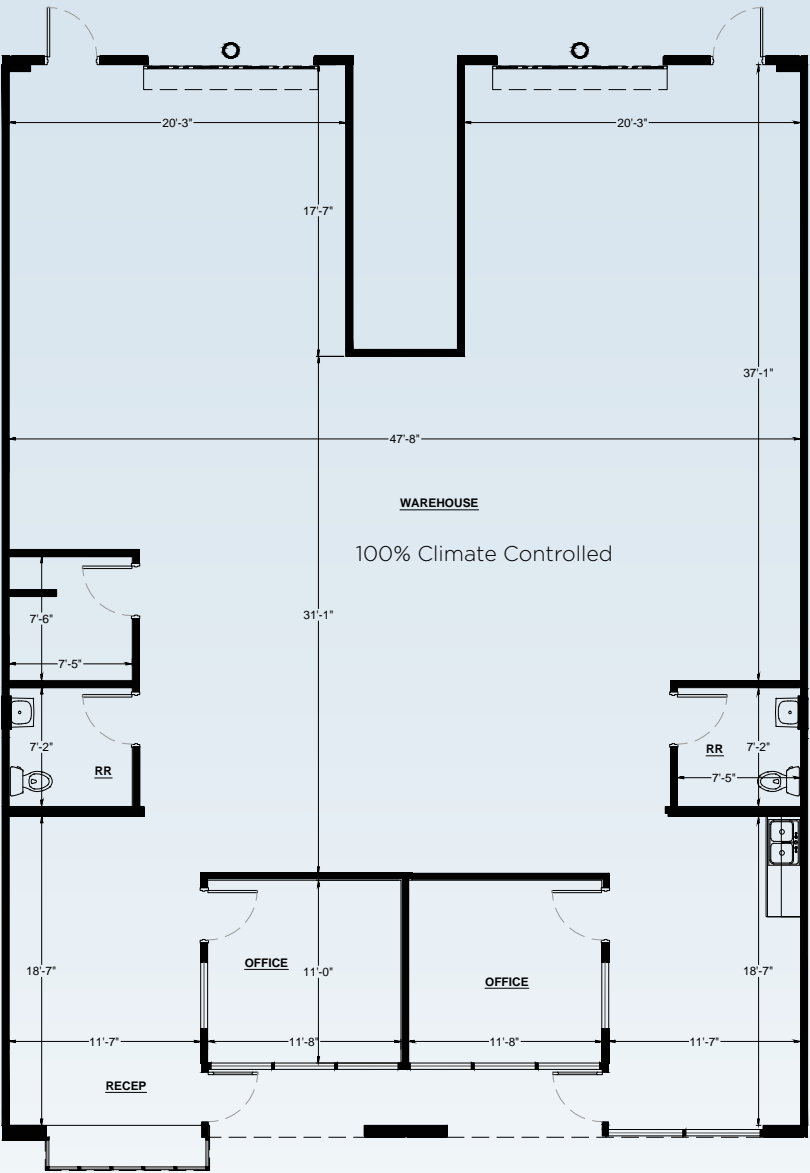 20'-3"
20'-3"
17'-7"
37'-1"
47'-8"
WAREHOUSE
100% Climate Controlled
31'-1"
7'-6"
7'-5"
7'-2"
RR
RR
7'-2"
7'-5"
18'-7"
OFFICE
11'-0"
OFFICE
18'-7"
11'-7"
11'-8"
11'-8"
11'-7"
RECEP